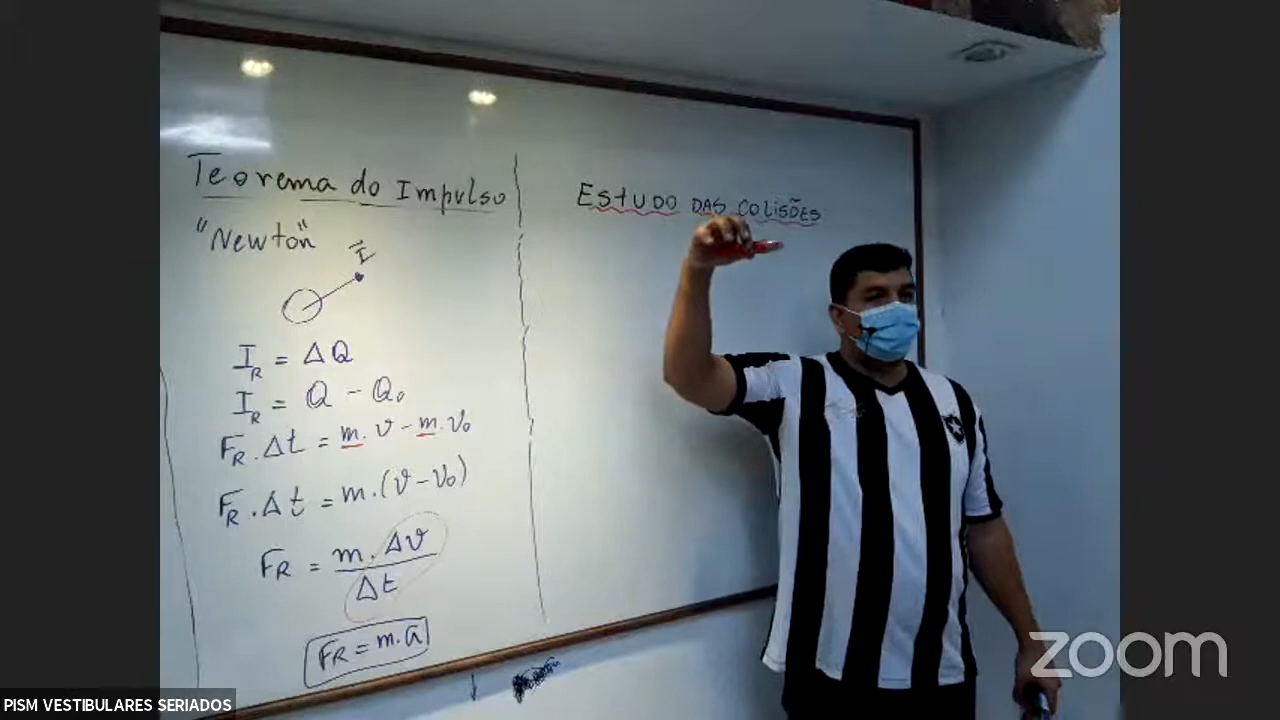 Teorema do Impulso
"Newton"
I⃗
I_R = ΔQ
I_R = Q - Q₀
F_R . Δt = m . v - m . v₀
F_R . Δt = m . (v - v₀)
F_R = m . Δv / Δt
F_R = m . a
ESTUDO DAS COLISÕES
zoom
PISM VESTIBULARES SERIADOS